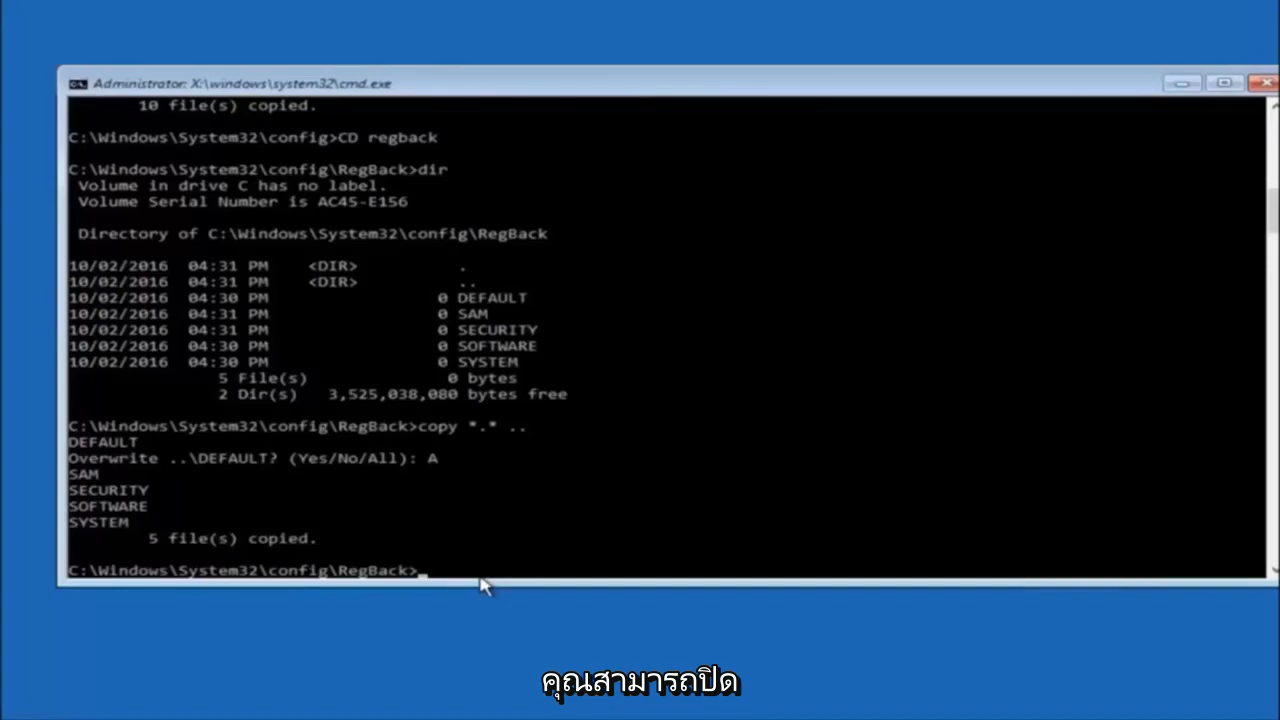 Administrator: X:\windows\system32\cmd.exe
10 file(s) copied.
C:\Windows\System32\config>CD regback
C:\Windows\System32\config\RegBack>dir
Volume in drive C has no label.
Volume Serial Number is AC45-E156
Directory of C:\Windows\System32\config\RegBack
10/02/2016 04:31 PM <DIR> .
10/02/2016 04:31 PM <DIR> ..
10/02/2016 04:30 PM 0 DEFAULT
10/02/2016 04:31 PM 0 SAM
10/02/2016 04:31 PM 0 SECURITY
10/02/2016 04:30 PM 0 SOFTWARE
10/02/2016 04:30 PM 0 SYSTEM
5 File(s) 0 bytes
2 Dir(s) 3,525,038,080 bytes free
C:\Windows\System32\config\RegBack>copy *.* ..
DEFAULT
Overwrite ..\DEFAULT? (Yes/No/All): A
SAM
SECURITY
SOFTWARE
SYSTEM
5 file(s) copied.
C:\Windows\System32\config\RegBack>_
คุณสามารถปิด